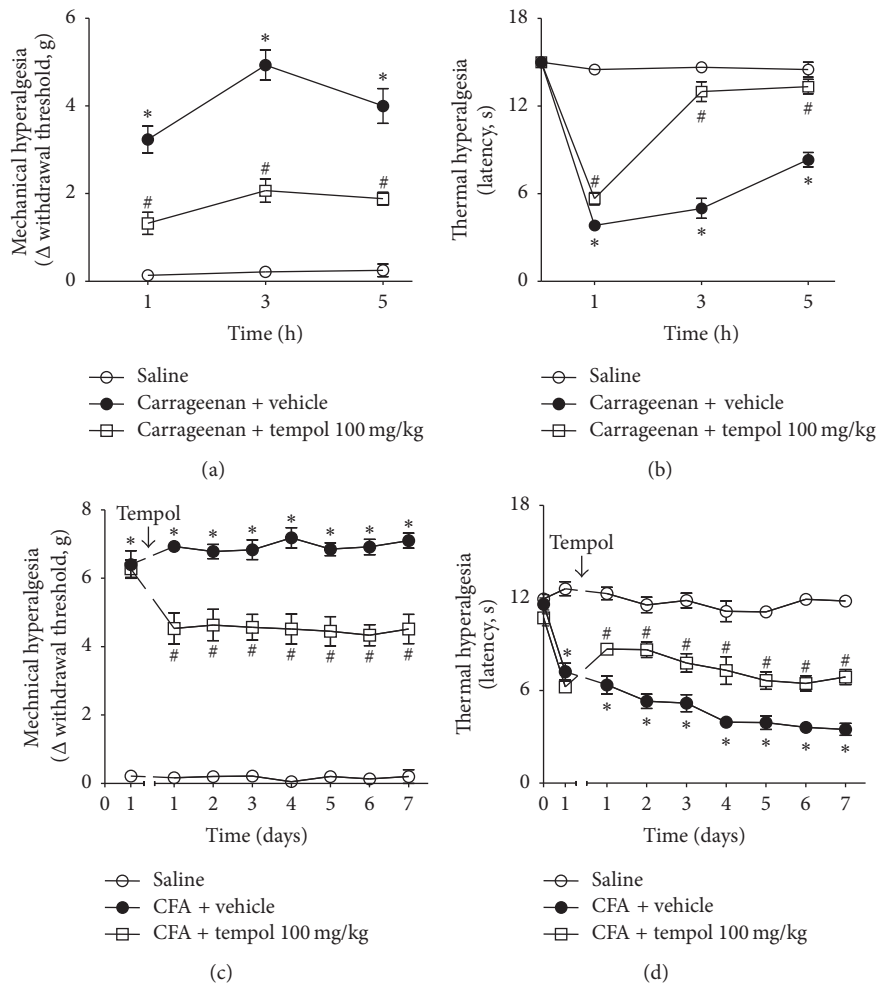 Mechanical hyperalgesia
(Δ withdrawal threshold, g)
6
4
2
0
*
*
*
#
#
#
1
3
5
Time (h)
Saline
Carrageenan + vehicle
Carrageenan + tempol 100 mg/kg
(a)
Thermal hyperalgesia
(latency, s)
18
12
6
0
#
#
#
*
*
*
1
3
5
Time (h)
Saline
Carrageenan + vehicle
Carrageenan + tempol 100 mg/kg
(b)
Mechnical hyperalgesia
(Δ withdrawal threshold, g)
8
6
4
2
0
Tempol
* * * * * * * *
# # # # # # #
0 1 1 2 3 4 5 6 7
Time (days)
Saline
CFA + vehicle
CFA + tempol 100 mg/kg
(c)
Thermal hyperalgesia
(latency, s)
18
12
6
0
Tempol
*
# # # # # # #
* * * * * * *
0 1 1 2 3 4 5 6 7
Time (days)
Saline
CFA + vehicle
CFA + tempol 100 mg/kg
(d)